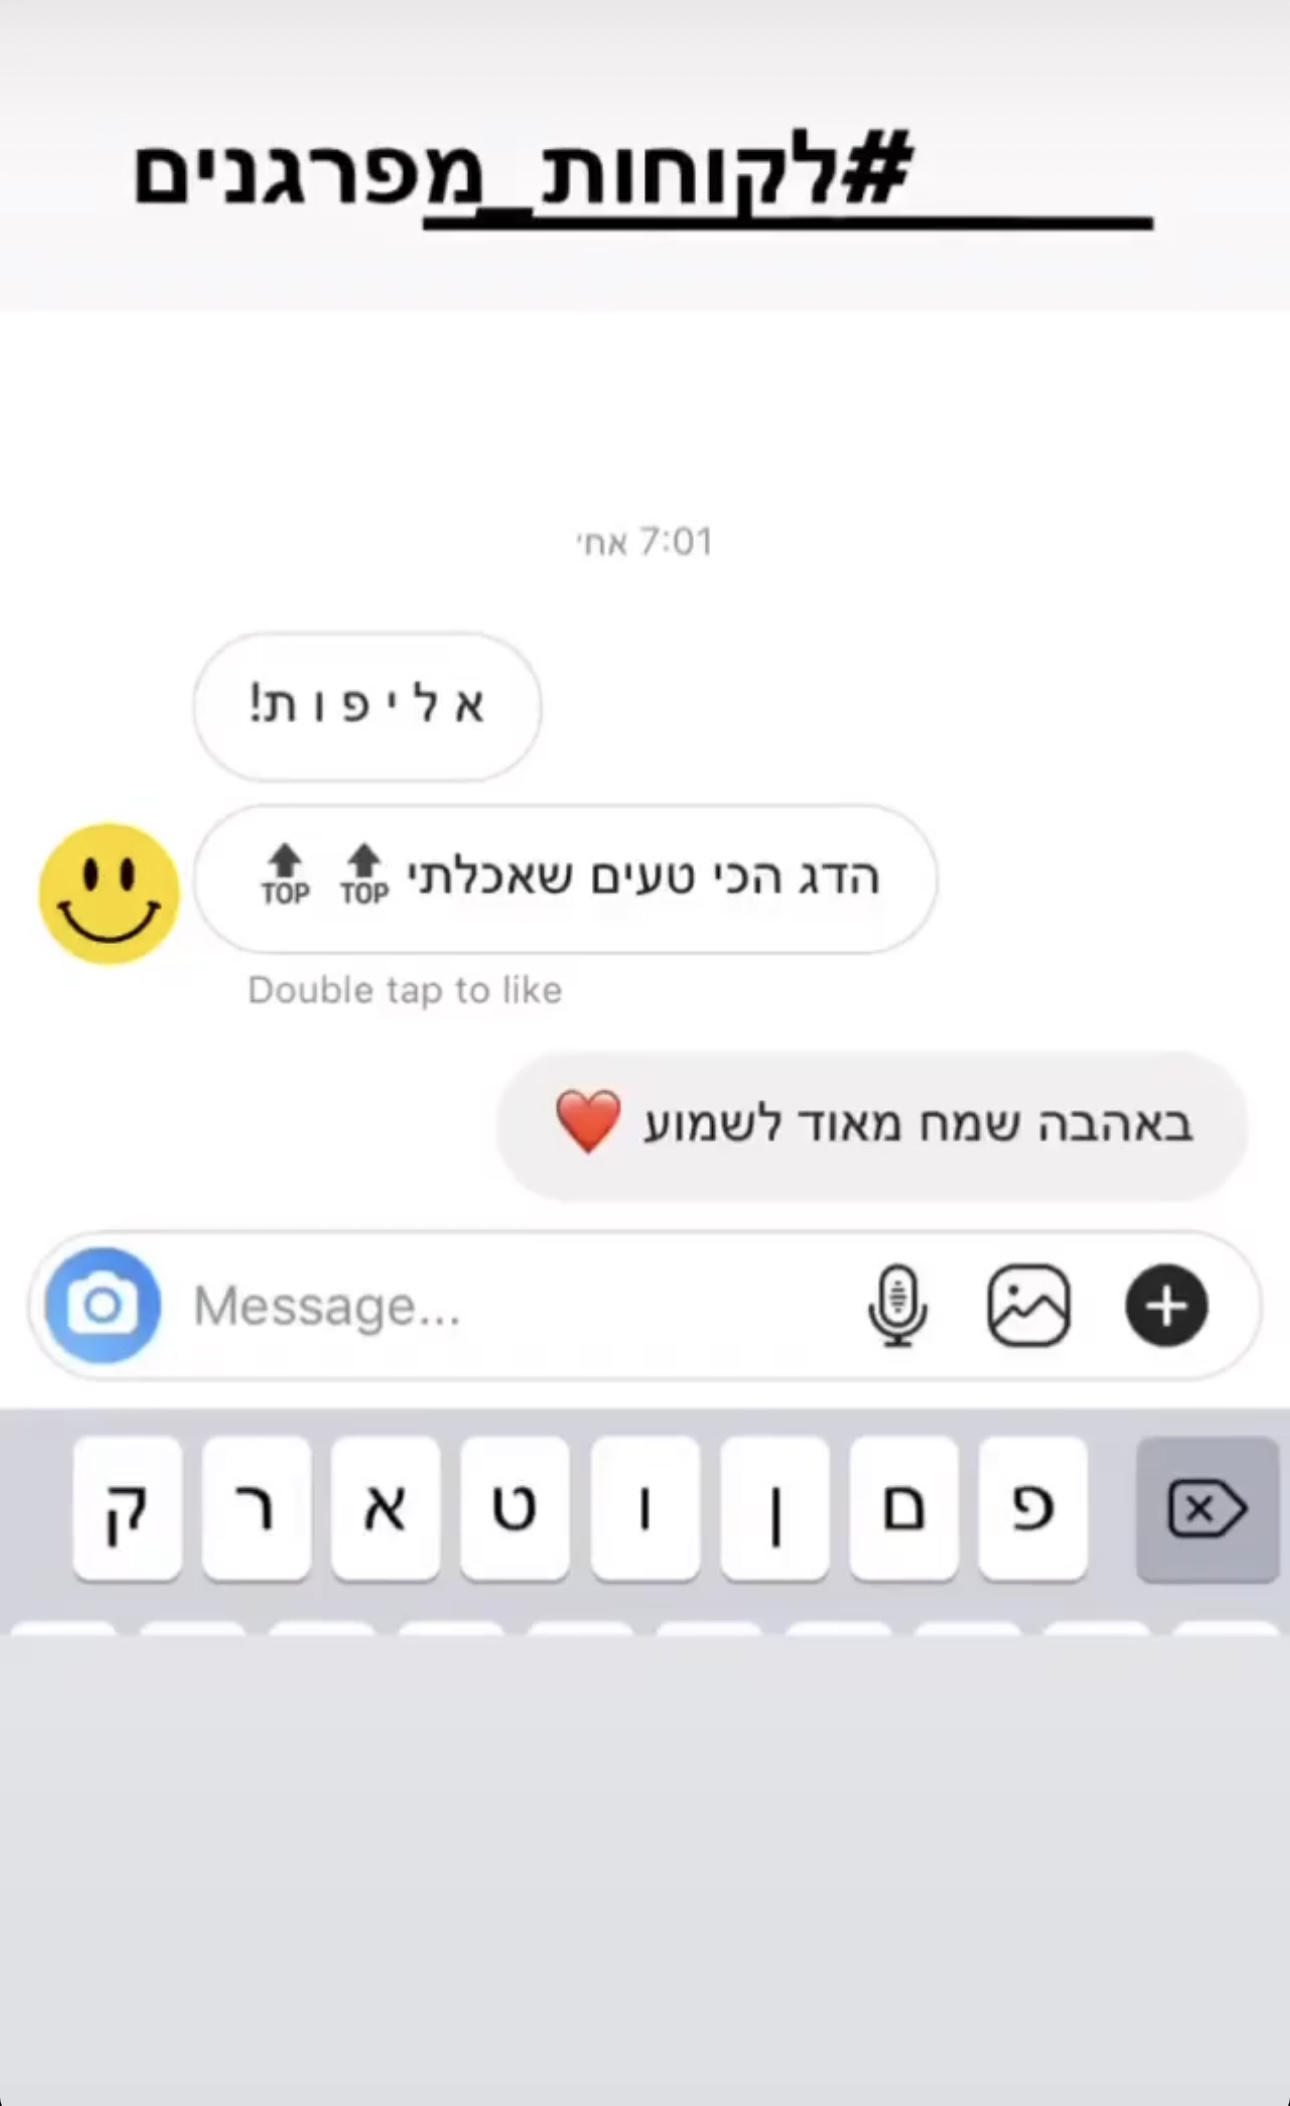 #לקוחות_מפרגנים
7:01 אחי
א ל י פ ו ת!
הדג הכי טעים שאכלתי 🔝 🔝
Double tap to like
באהבה שמח מאוד לשמוע ❤️
Message...
ק ר א ט ו ן ם פ